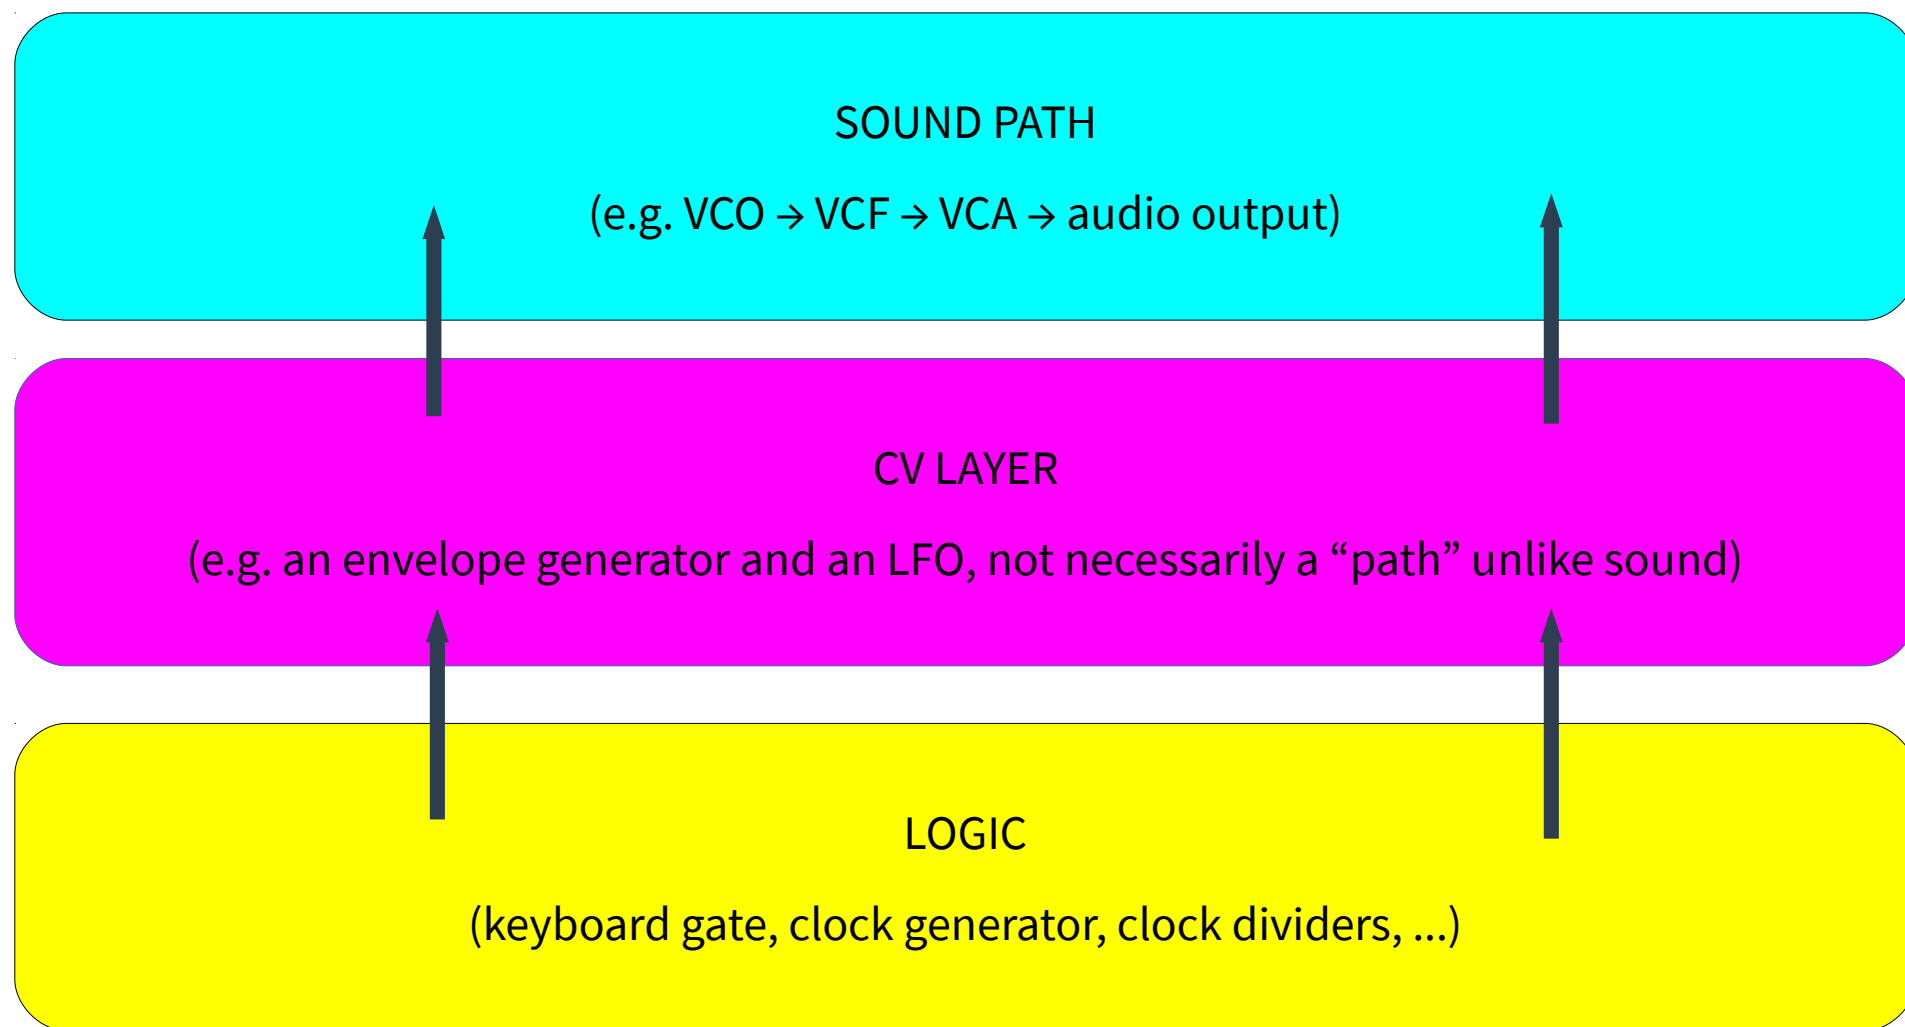 SOUND PATH
(e.g. VCO → VCF → VCA → audio output)
CV LAYER
(e.g. an envelope generator and an LFO, not necessarily a “path” unlike sound)
LOGIC
(keyboard gate, clock generator, clock dividers, ...)